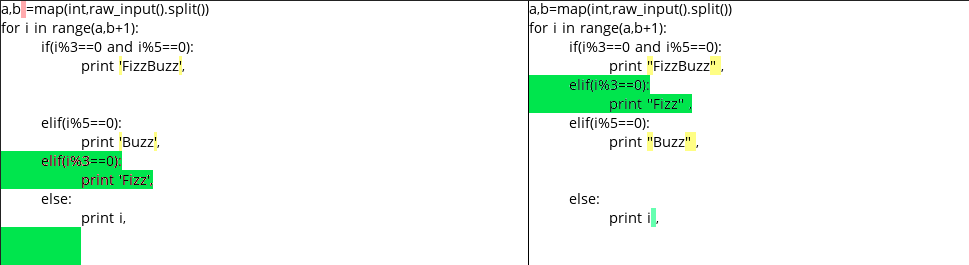 a,b =map(int,raw_input().split())
for i in range(a,b+1):
if(i%3==0 and i%5==0):
print 'FizzBuzz',
elif(i%5==0):
print 'Buzz',
elif(i%3==0):
print 'Fizz',
else:
print i,
a,b=map(int,raw_input().split())
for i in range(a,b+1):
if(i%3==0 and i%5==0):
print "FizzBuzz" ,
elif(i%3==0):
print "Fizz" ,
elif(i%5==0):
print "Buzz" ,
else:
print i ,